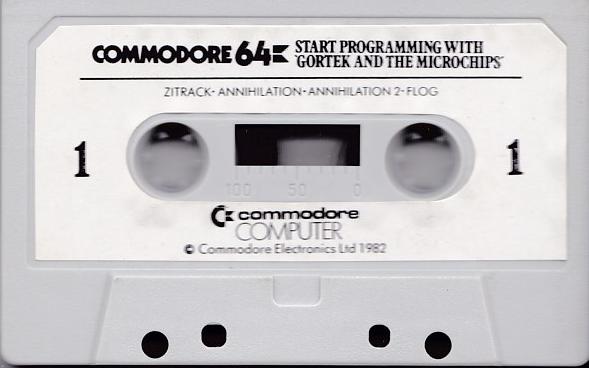 COMMODORE 64 START PROGRAMMING WITH
'GORTEK AND THE MICROCHIPS'
ZITRACK· ANNIHILATION· ANNIHILATION 2· FLOG
1 1
100 50 0
commodore
COMPUTER
© Commodore Electronics Ltd 1982